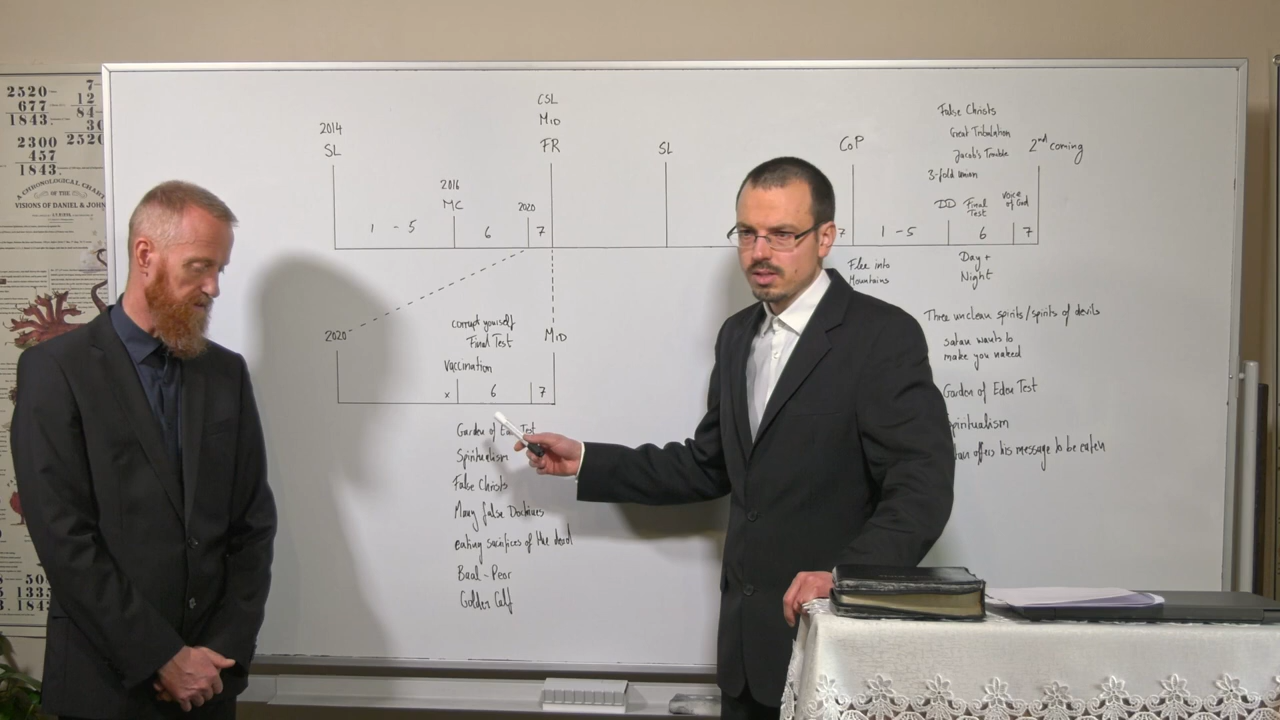 2520
677
1843.
2300
457
1843.
7
12
84
30
2520
A CHRONOLOGICAL CHART
OF THE
VISIONS OF DANIEL & JOHN
2014
SL
CSL
MiD
FR
SL
CoP
False Christs
Great Tribulation
Jacob's Trouble
3-fold union
2nd coming
2016
MC
2020
DD
Final
Test
voice
of God
1 - 5
6
7
7
1 - 5
6
7
Flee into
Mountains
Day +
Night
2020
corrupt yourself
Final Test
MiD
vaccination
x
6
7
Garden of Eden Test
Spiritualism
False Christs
Many false Doctrines
eating sacrifices of the dead
Baal-Peor
Golden Calf
Three unclean spirits/spirits of devils
satan wants to
make you naked
Garden of Eden Test
Spiritualism
offers his message to be eaten
50
1335
1843